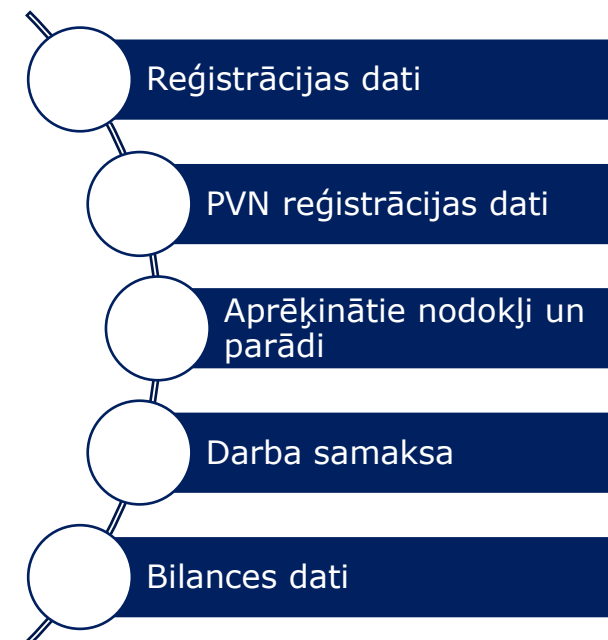 Reģistrācijas dati
PVN reģistrācijas dati
Aprēķinātie nodokļi un
parādi
Darba samaksa
Bilances dati